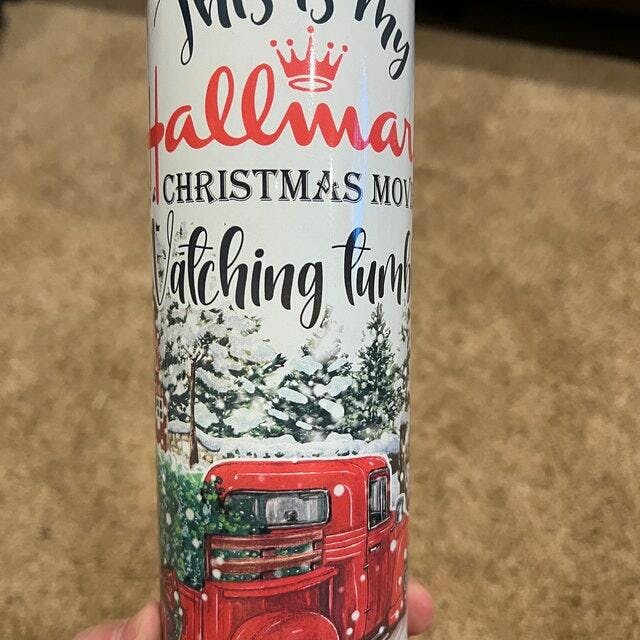 This is my
Hallmar
CHRISTMAS MOV
Watching tumb